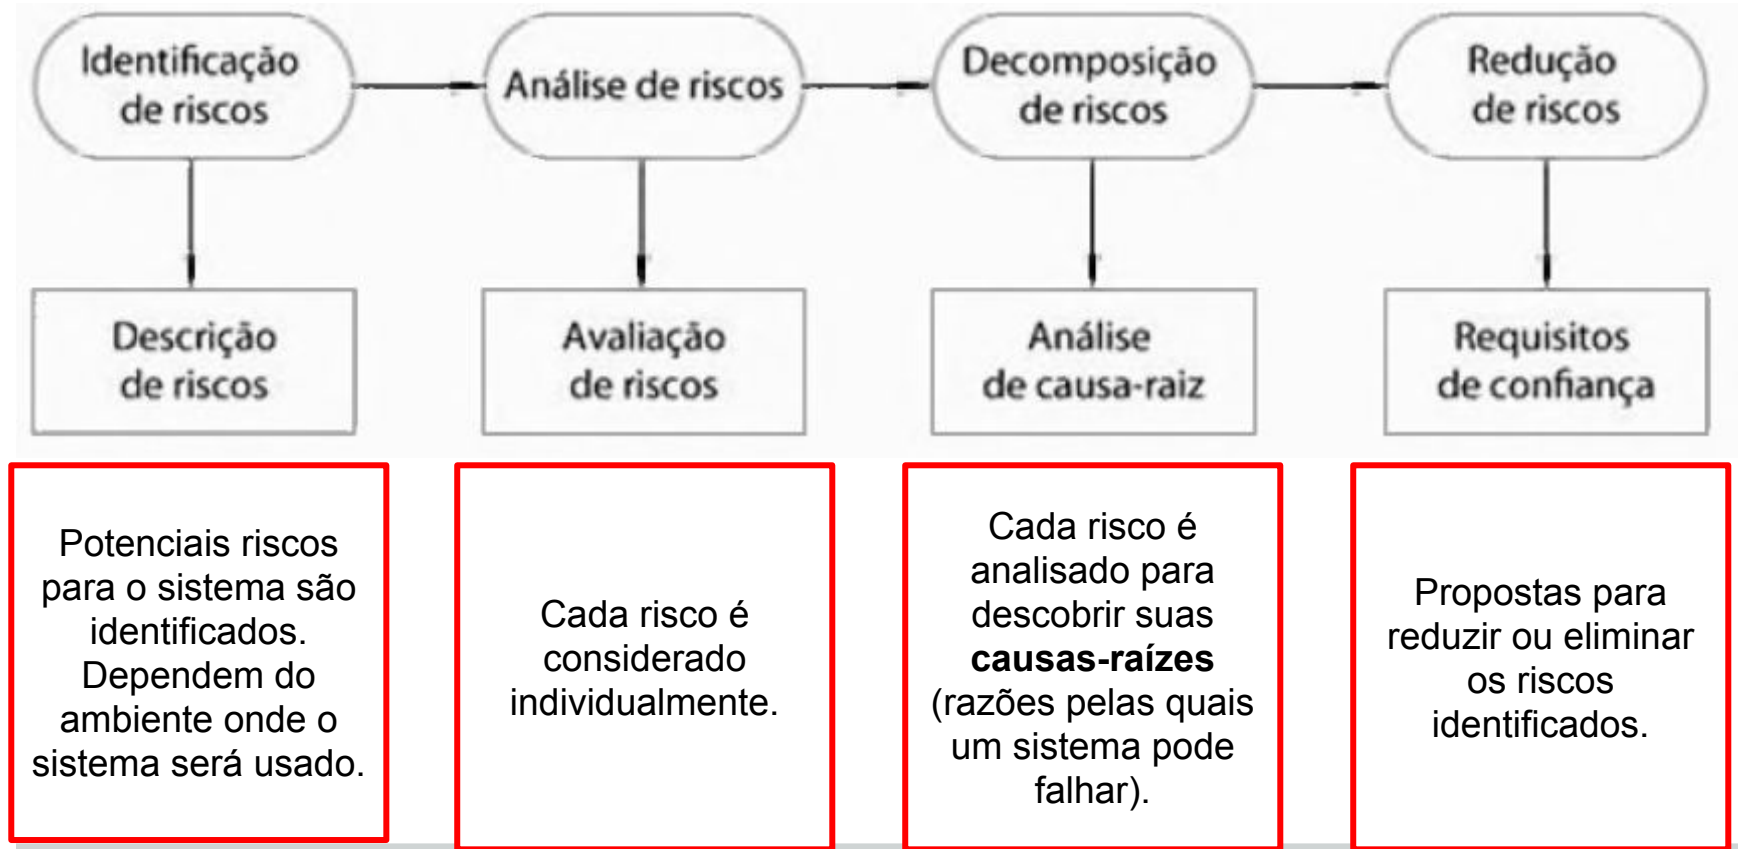 Identificação
de riscos
Análise de riscos
Decomposição
de riscos
Redução
de riscos
Descrição
de riscos
Avaliação
de riscos
Análise
de causa-raiz
Requisitos
de confiança
Potenciais riscos
para o sistema são
identificados.
Dependem do
ambiente onde o
sistema será usado.
Cada risco é
considerado
individualmente.
Cada risco é
analisado para
descobrir suas
causas-raízes
(razões pelas quais
um sistema pode
falhar).
Propostas para
reduzir ou eliminar
os riscos
identificados.